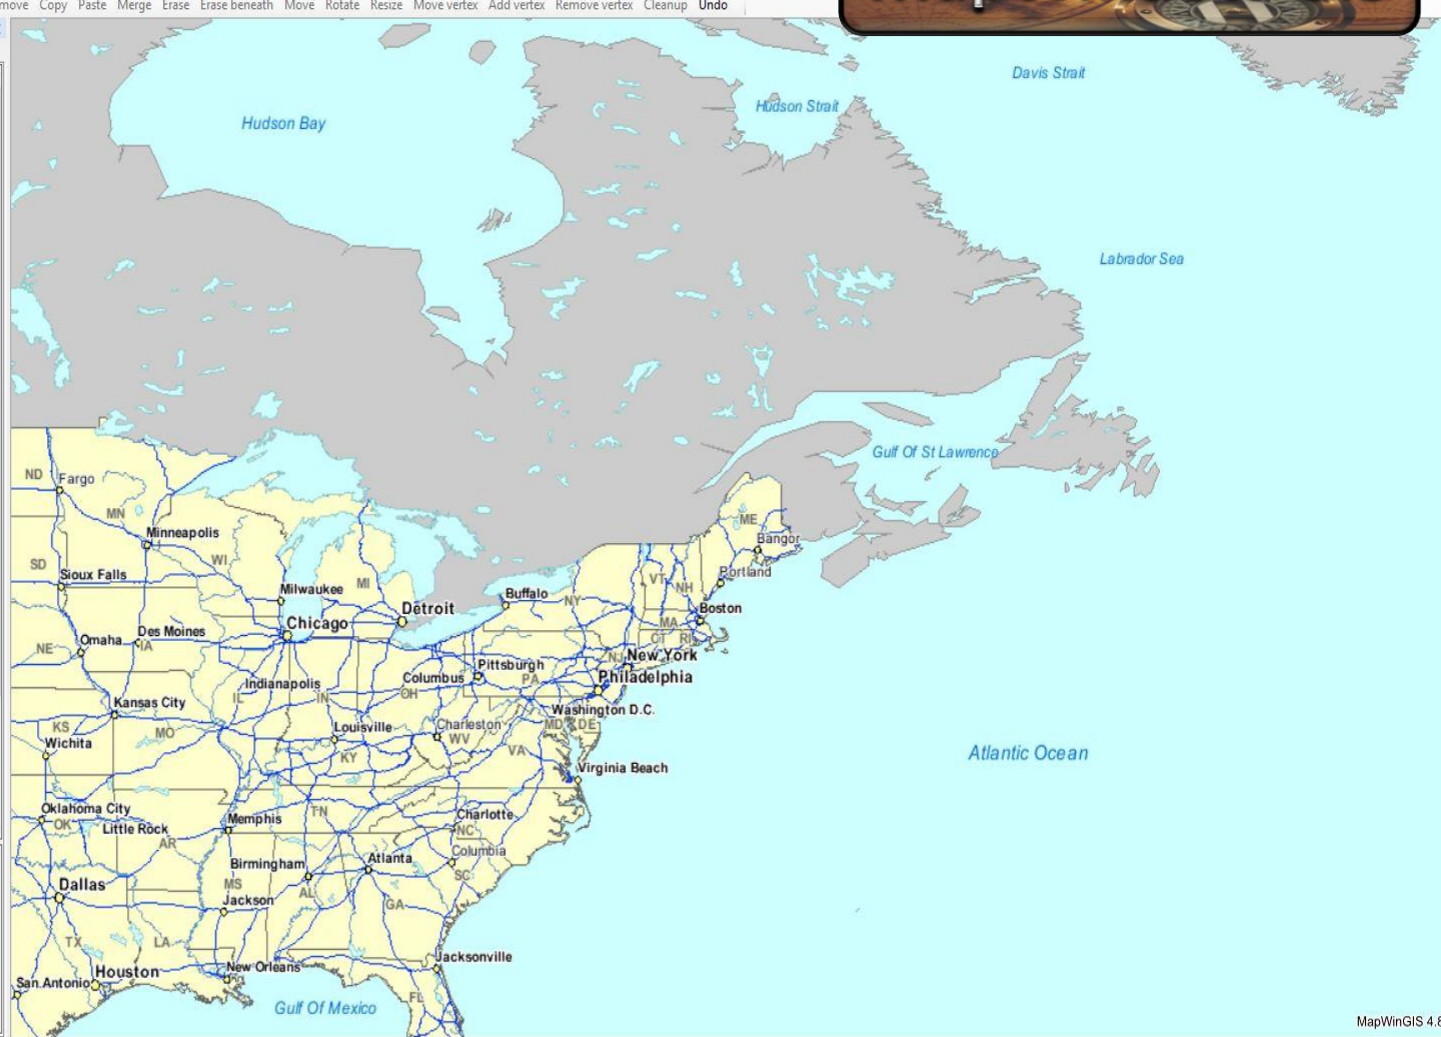 Copy Paste Merge Erase Erase beneath Move Rotate Resize Move vertex Add vertex Remove vertex Cleanup Undo
Davis Strait
Hudson Strait
Hudson Bay
Labrador Sea
Gulf Of St Lawrence
ND
Fargo
MN
ME
Minneapolis
Bangor
WI
SD
Sioux Falls
Portland
VT
MI
NH
Milwaukee
Buffalo
NY
Detroit
Boston
Chicago
MA
Des Moines
Omaha
IA
CT RI
NE
NJ
New York
Pittsburgh
Columbus
PA
Philadelphia
Indianapolis
OH
IL
IN
Kansas City
Washington D.C.
Charleston
MD
DE
KS
Louisville
MO
WV
Wichita
VA
Atlantic Ocean
KY
Virginia Beach
Oklahoma City
TN
Charlotte
Memphis
OK
Little Rock
NC
AR
Columbia
Atlanta
Birmingham
SC
Dallas
MS
AL
Jackson
GA
TX
LA
Jacksonville
New Orleans
Houston
San Antonio
FL
Gulf Of Mexico
MapWinGIS 4.8